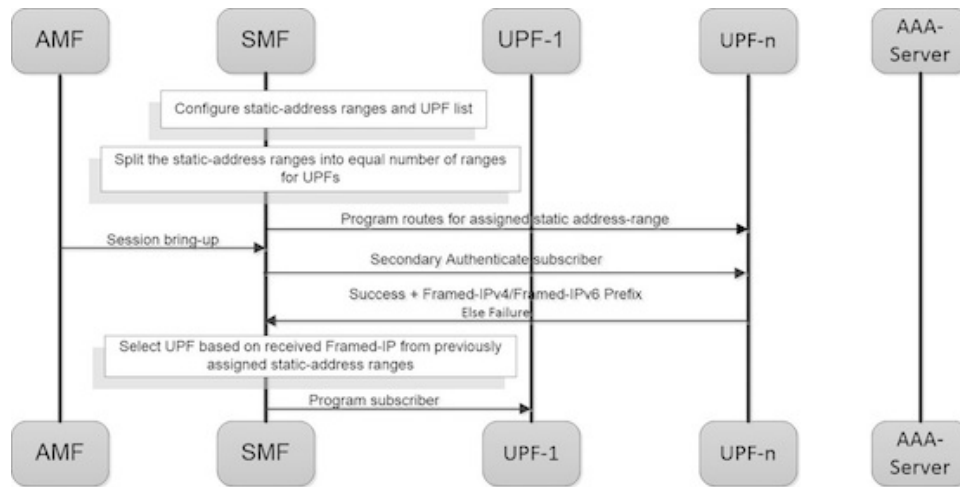 AMF
SMF
UPF-1
UPF-n
AAA-
Server
Configure static-address ranges and UPF list
Split the static-address ranges into equal number of ranges
for UPFs
Program routes for assigned static address-range
Session bring-up
Secondary Authenticate subscriber
Success + Framed-IPv4/Framed-IPv6 Prefix
Else Failure
Select UPF based on received Framed-IP from previously
assigned static-address ranges
Program subscriber
AMF
SMF
UPF-1
UPF-n
AAA-
Server